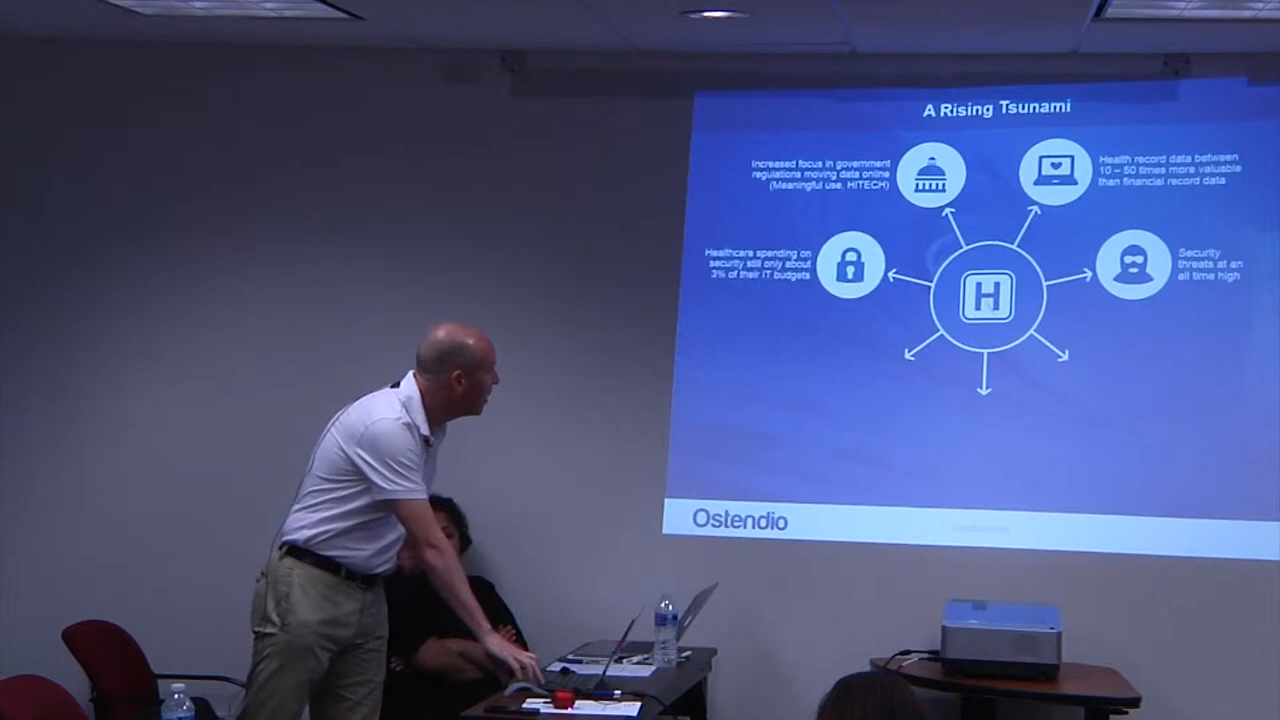 A Rising Tsunami
Increased focus in government
regulations moving data online
(Meaningful use, HITECH)
Health record data between
10 – 50 times more valuable
than financial record data
Healthcare spending on
security still only about
3% of their IT budgets
Security
threats at an
all time high
H
Ostendio